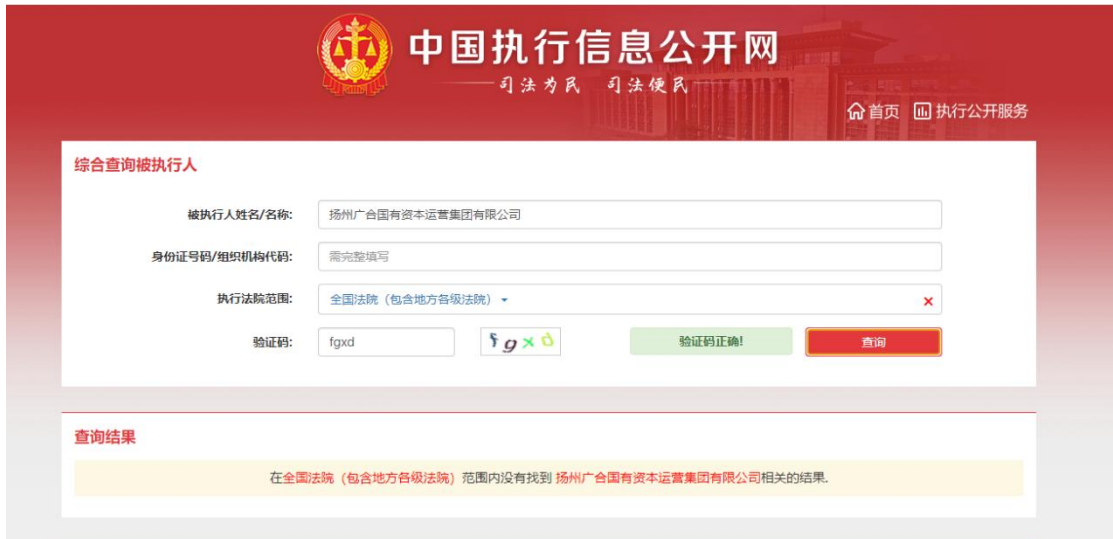 中国执行信息公开网
司法为民 司法便民
首页 执行公开服务
综合查询被执行人
被执行人姓名/名称: 扬州广合国有资本运营集团有限公司
身份证号码/组织机构代码: 需完整填写
执行法院范围: 全国法院（包含地方各级法院）
验证码: fgxd fgxd 验证码正确! 查询
查询结果
在全国法院（包含地方各级法院）范围内没有找到 扬州广合国有资本运营集团有限公司相关的结果.